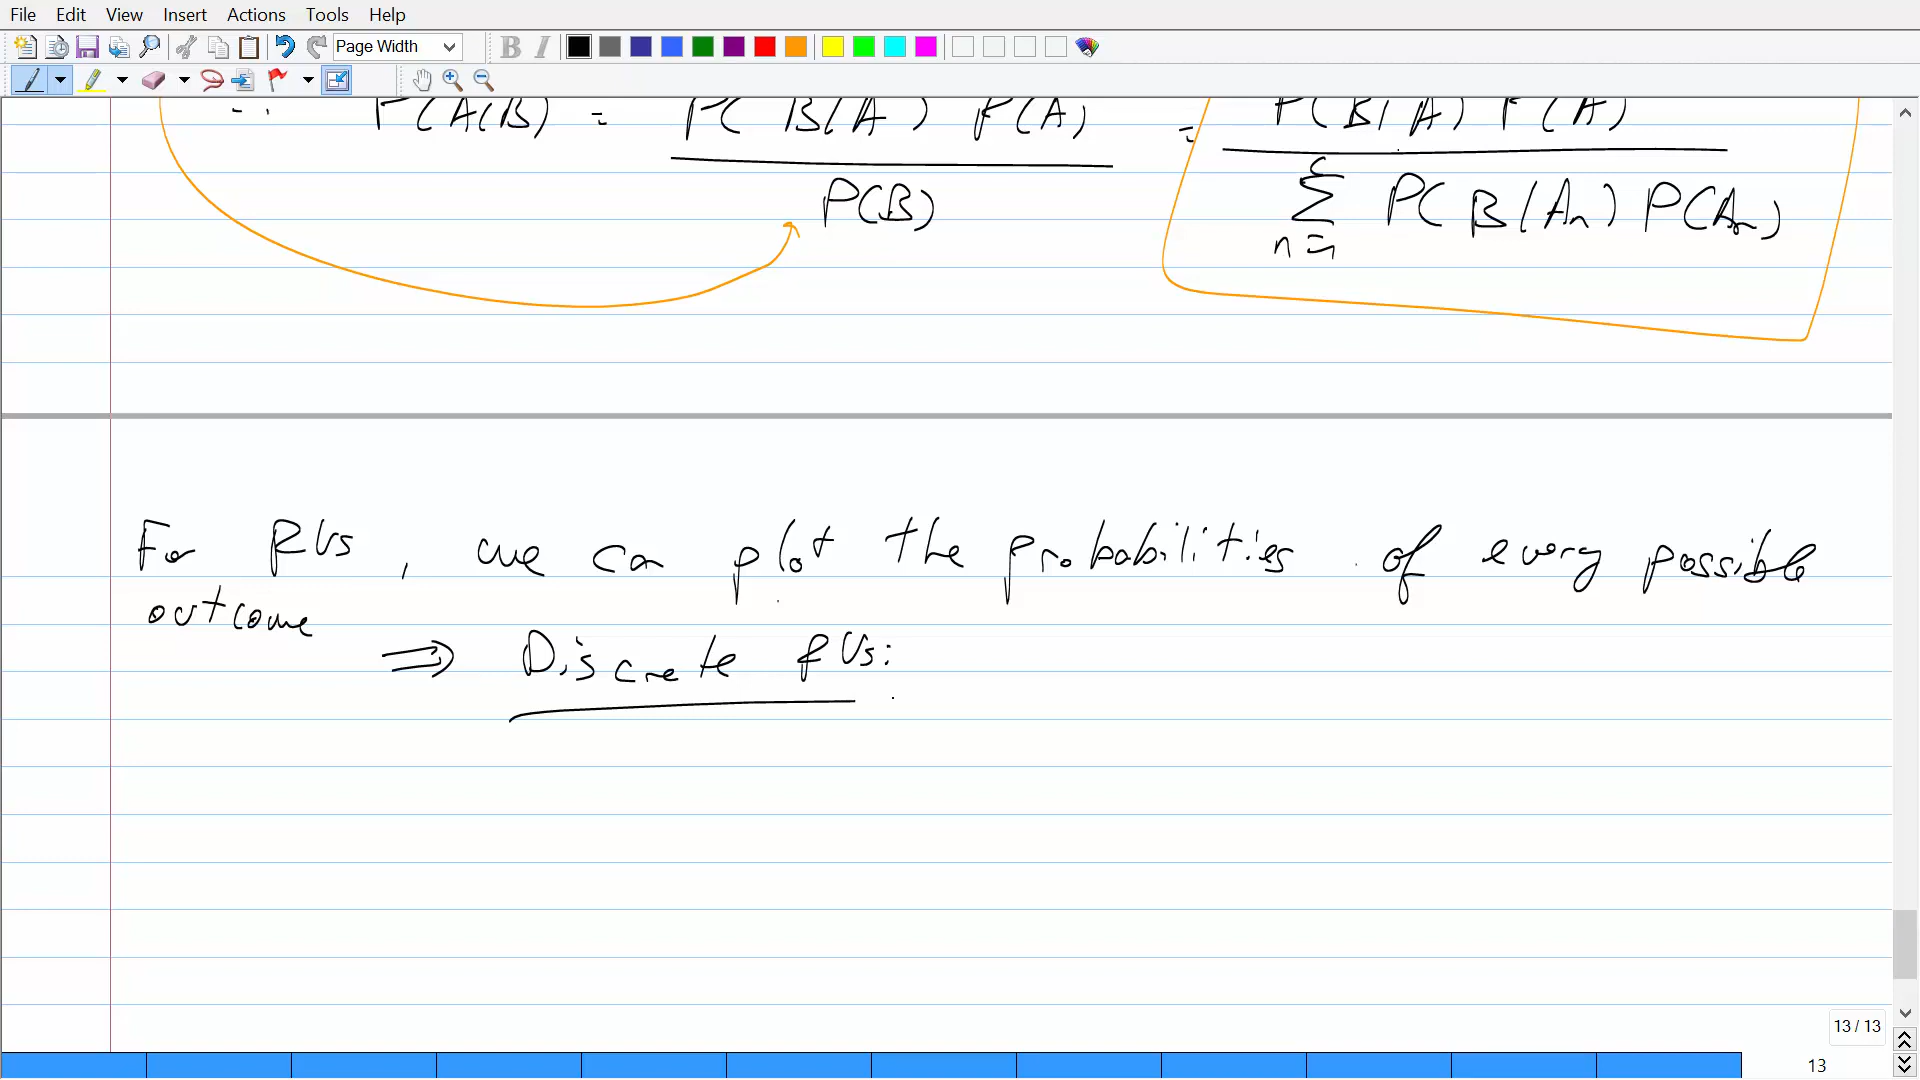 File Edit View Insert Actions Tools Help
Page Width B I
∴ P(A/B) = P(B/A) P(A) / P(B) = P(B/A) P(A) / Σ n=1 c P(B/An) P(An)
For RVs, we can plot the probabilities of every possible
outcome
⇒ Discrete RVs:
13 / 13
13